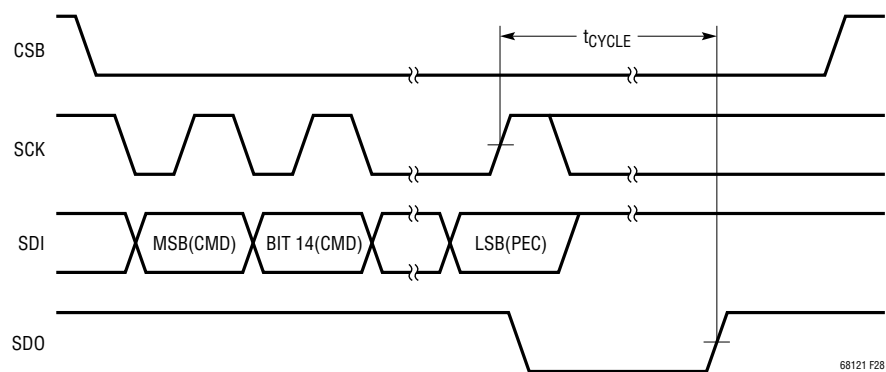 CSB
tCYCLE
SCK
SDI
MSB(CMD)
BIT 14(CMD)
LSB(PEC)
SDO
68121 F28